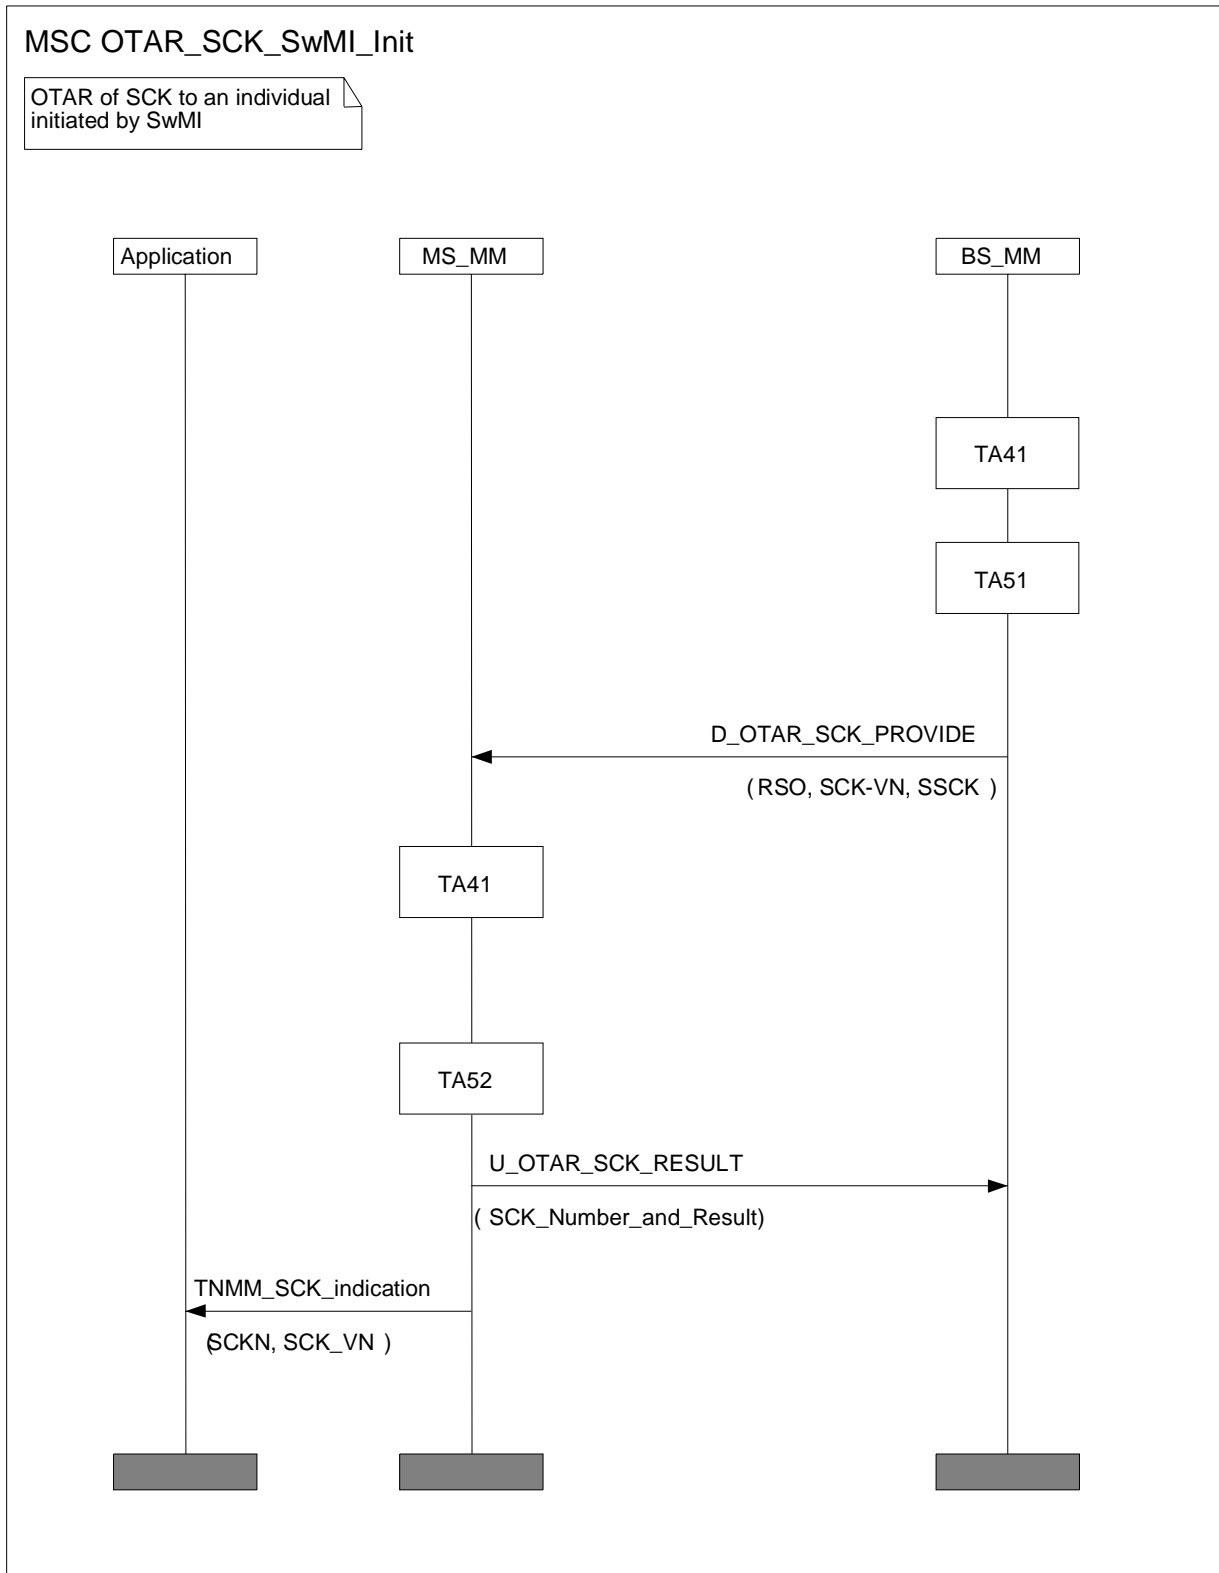 MSC OTAR_SCK_SwMI_Init
OTAR of SCK to an individual
initiated by SwMI
Application
MS_MM
BS_MM
TA41
TA51
D_OTAR_SCK_PROVIDE
( RSO, SCK-VN, SSCK )
TA41
TA52
U_OTAR_SCK_RESULT
( SCK_Number_and_Result)
TNMM_SCK_indication
(SCKN, SCK_VN )